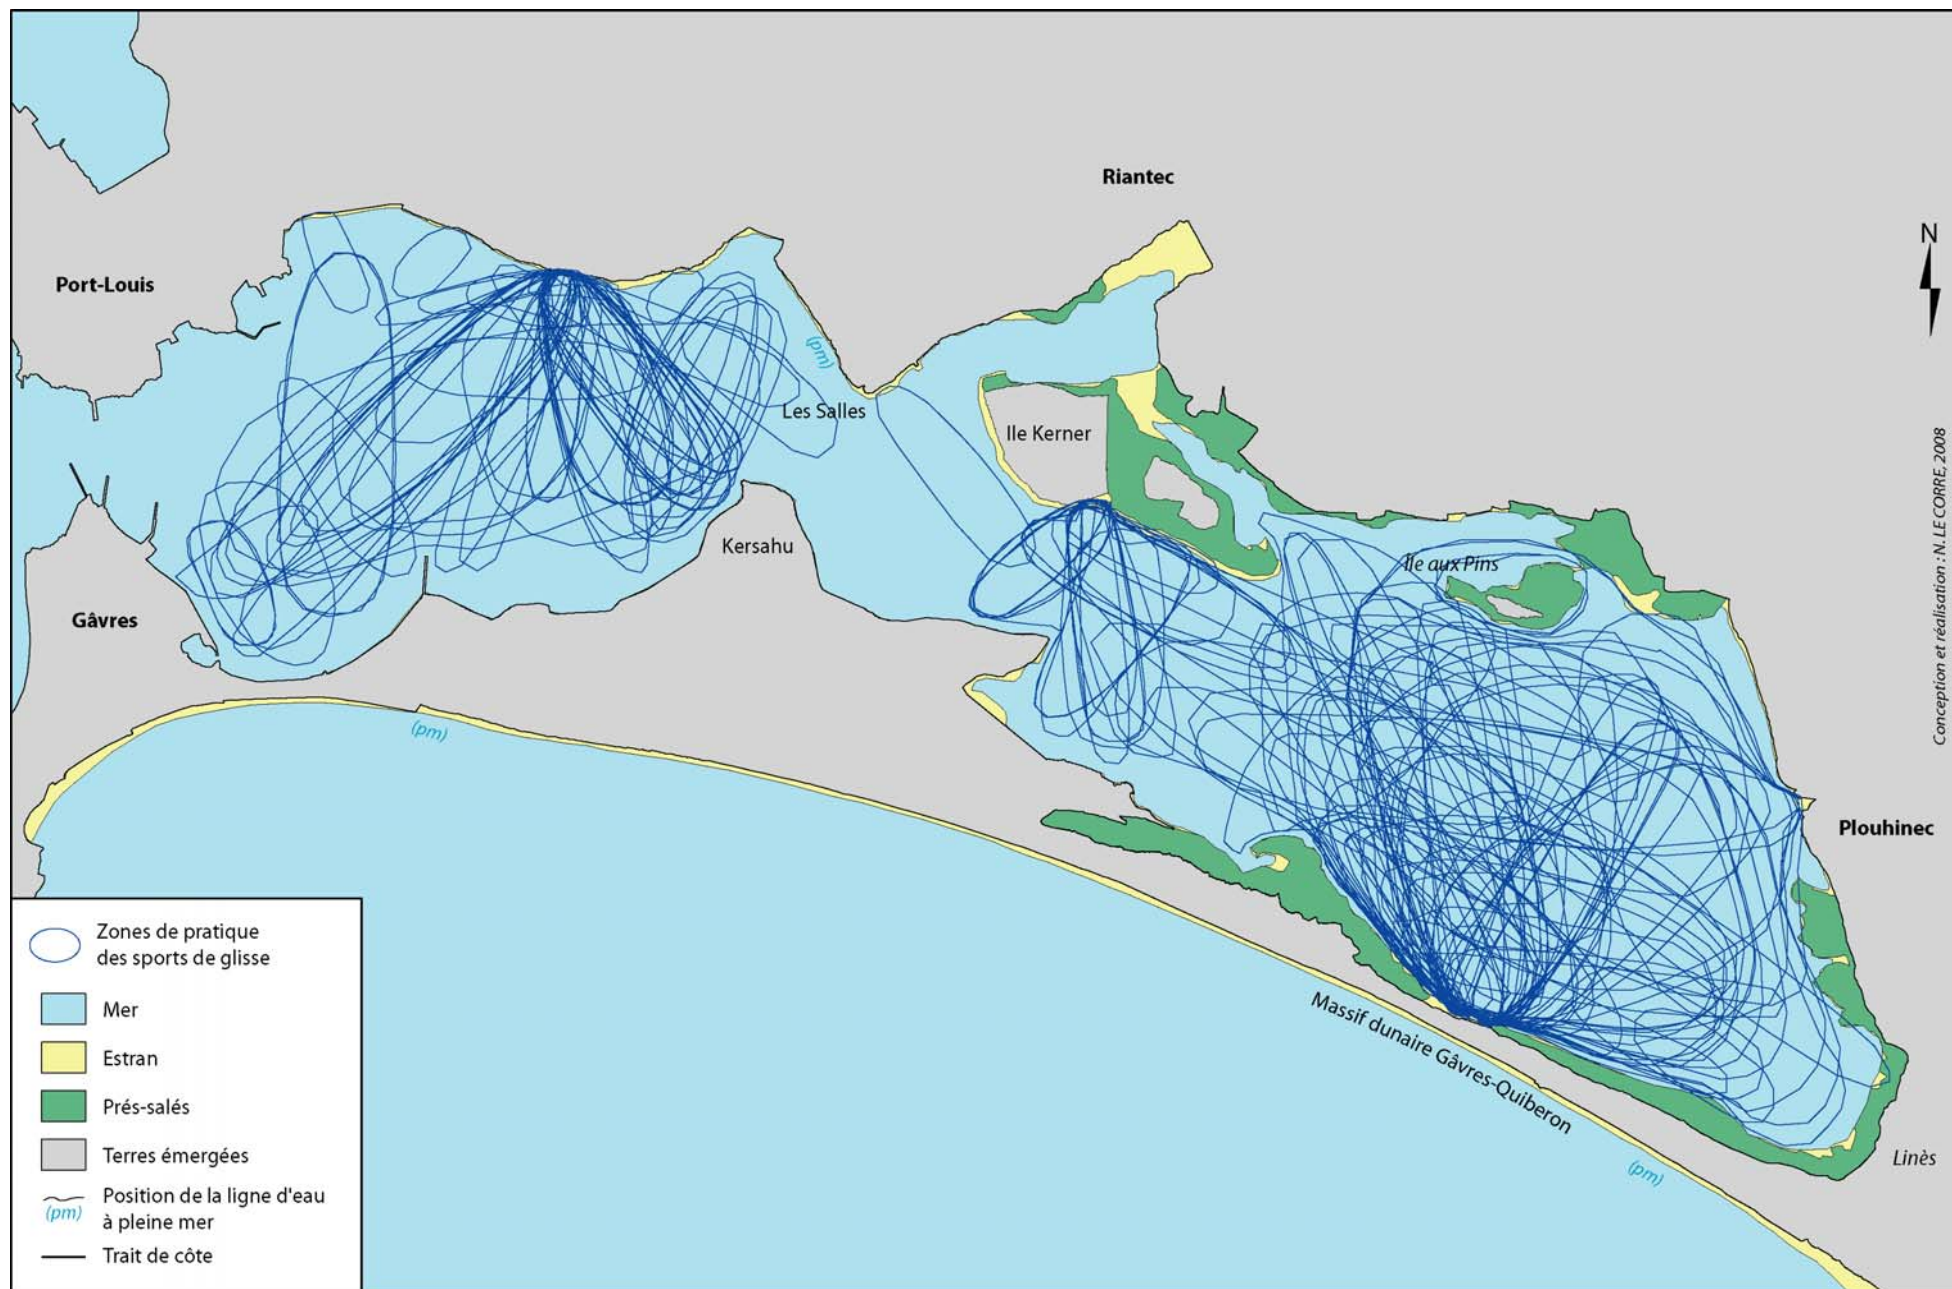 Riantec
N
Port-Louis
(pm)
Les Salles
Ile Kerner
Kersahu
Île aux Pins
Gâvres
(pm)
Plouhinec
Conception et réalisation : N. LE CORRE, 2008
Massif dunaire Gâvres-Quiberon
(pm)
Linès
Zones de pratique
des sports de glisse
Mer
Estran
Prés-salés
Terres émergées
Position de la ligne d'eau
(pm)
à pleine mer
Trait de côte